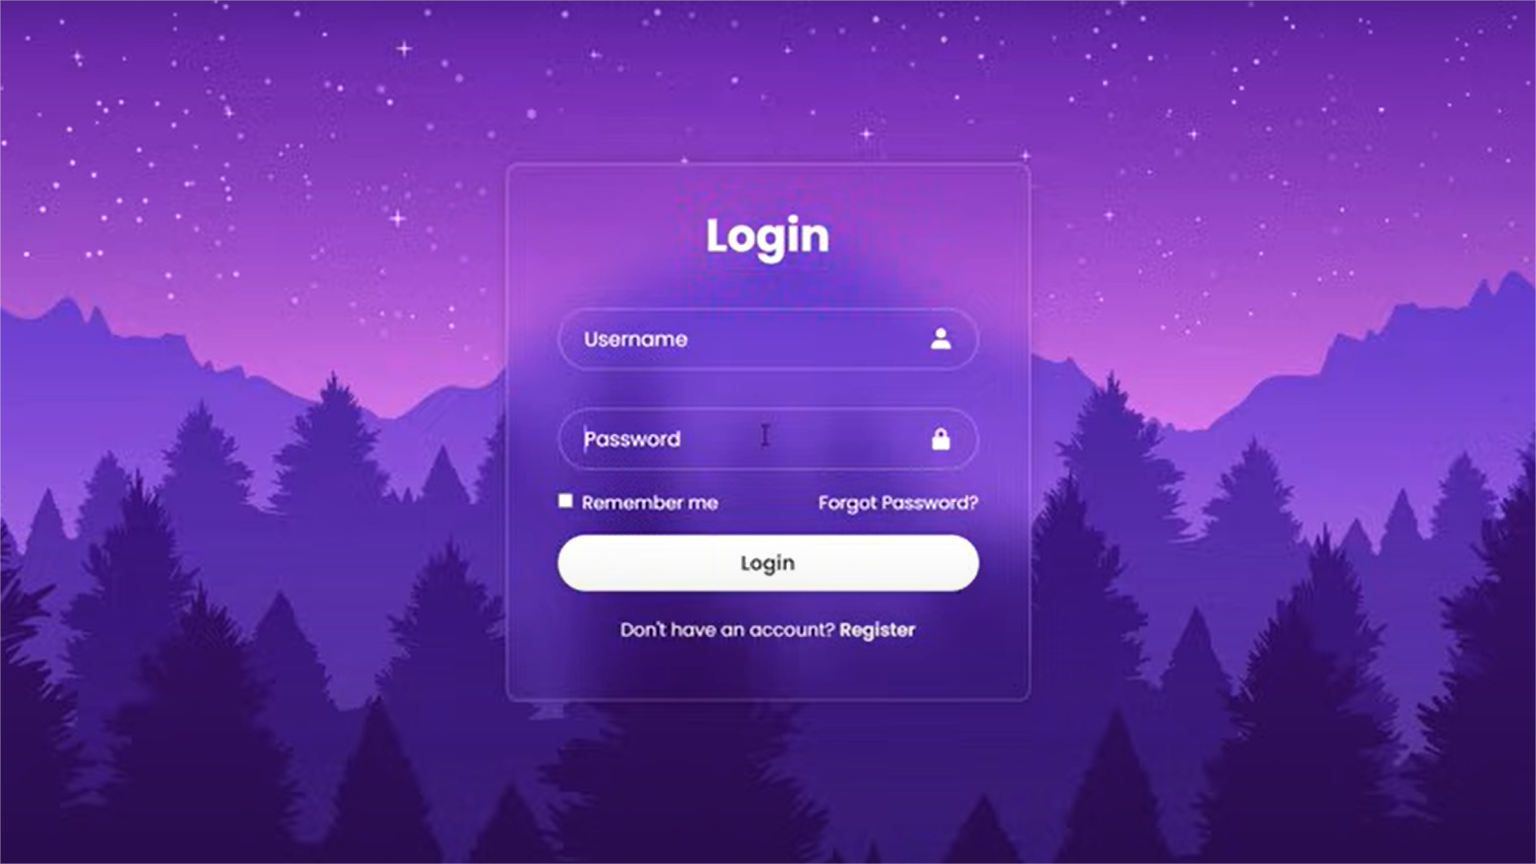 Login
Username
Password
Remember me Forgot Password?
Login
Don't have an account? Register